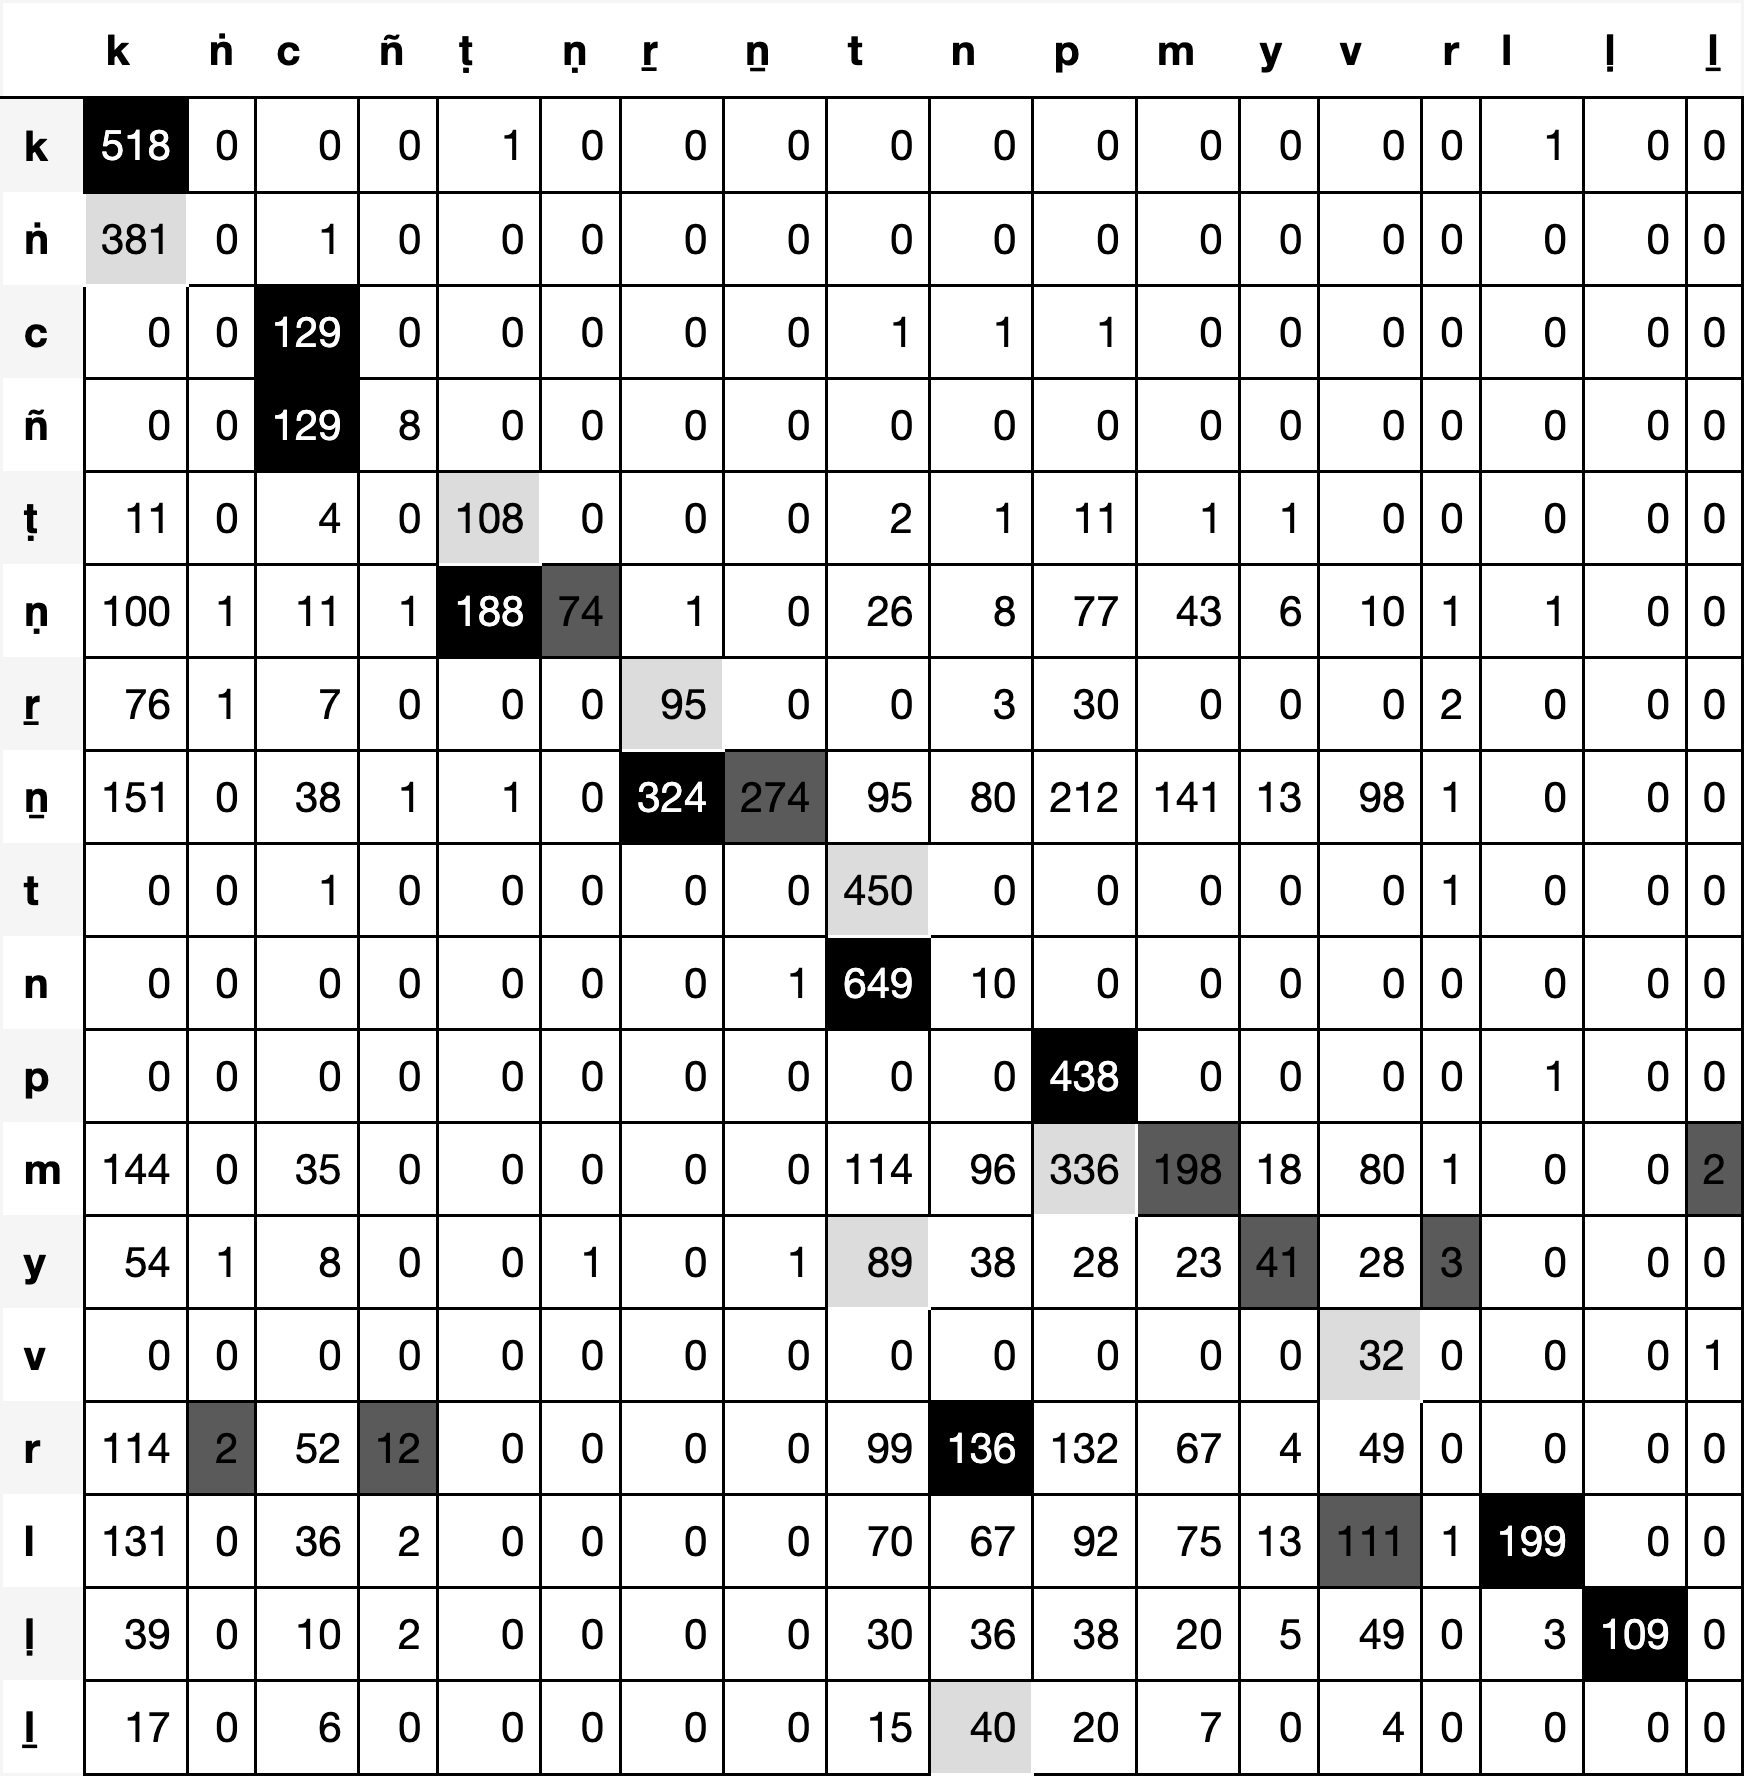 k ṅ c ñ ṭ ṇ ṟ ṉ t n p m y v r l ḷ ḻ
k 518 0 0 0 1 0 0 0 0 0 0 0 0 0 0 1 0 0
ṅ 381 0 1 0 0 0 0 0 0 0 0 0 0 0 0 0 0 0
c 0 0 129 0 0 0 0 0 1 1 1 0 0 0 0 0 0 0
ñ 0 0 129 8 0 0 0 0 0 0 0 0 0 0 0 0 0 0
ṭ 11 0 4 0 108 0 0 0 2 1 11 1 1 0 0 0 0 0
ṇ 100 1 11 1 188 74 1 0 26 8 77 43 6 10 1 1 0 0
ṟ 76 1 7 0 0 0 95 0 0 3 30 0 0 0 2 0 0 0
ṉ 151 0 38 1 1 0 324 274 95 80 212 141 13 98 1 0 0 0
t 0 0 1 0 0 0 0 0 450 0 0 0 0 0 1 0 0 0
n 0 0 0 0 0 0 0 1 649 10 0 0 0 0 0 0 0 0
p 0 0 0 0 0 0 0 0 0 0 438 0 0 0 0 1 0 0
m 144 0 35 0 0 0 0 0 114 96 336 198 18 80 1 0 0 2
y 54 1 8 0 0 1 0 1 89 38 28 23 41 28 3 0 0 0
v 0 0 0 0 0 0 0 0 0 0 0 0 0 32 0 0 0 1
r 114 2 52 12 0 0 0 0 99 136 132 67 4 49 0 0 0 0
l 131 0 36 2 0 0 0 0 70 67 92 75 13 111 1 199 0 0
ḷ 39 0 10 2 0 0 0 0 30 36 38 20 5 49 0 3 109 0
ḻ 17 0 6 0 0 0 0 0 15 40 20 7 0 4 0 0 0 0